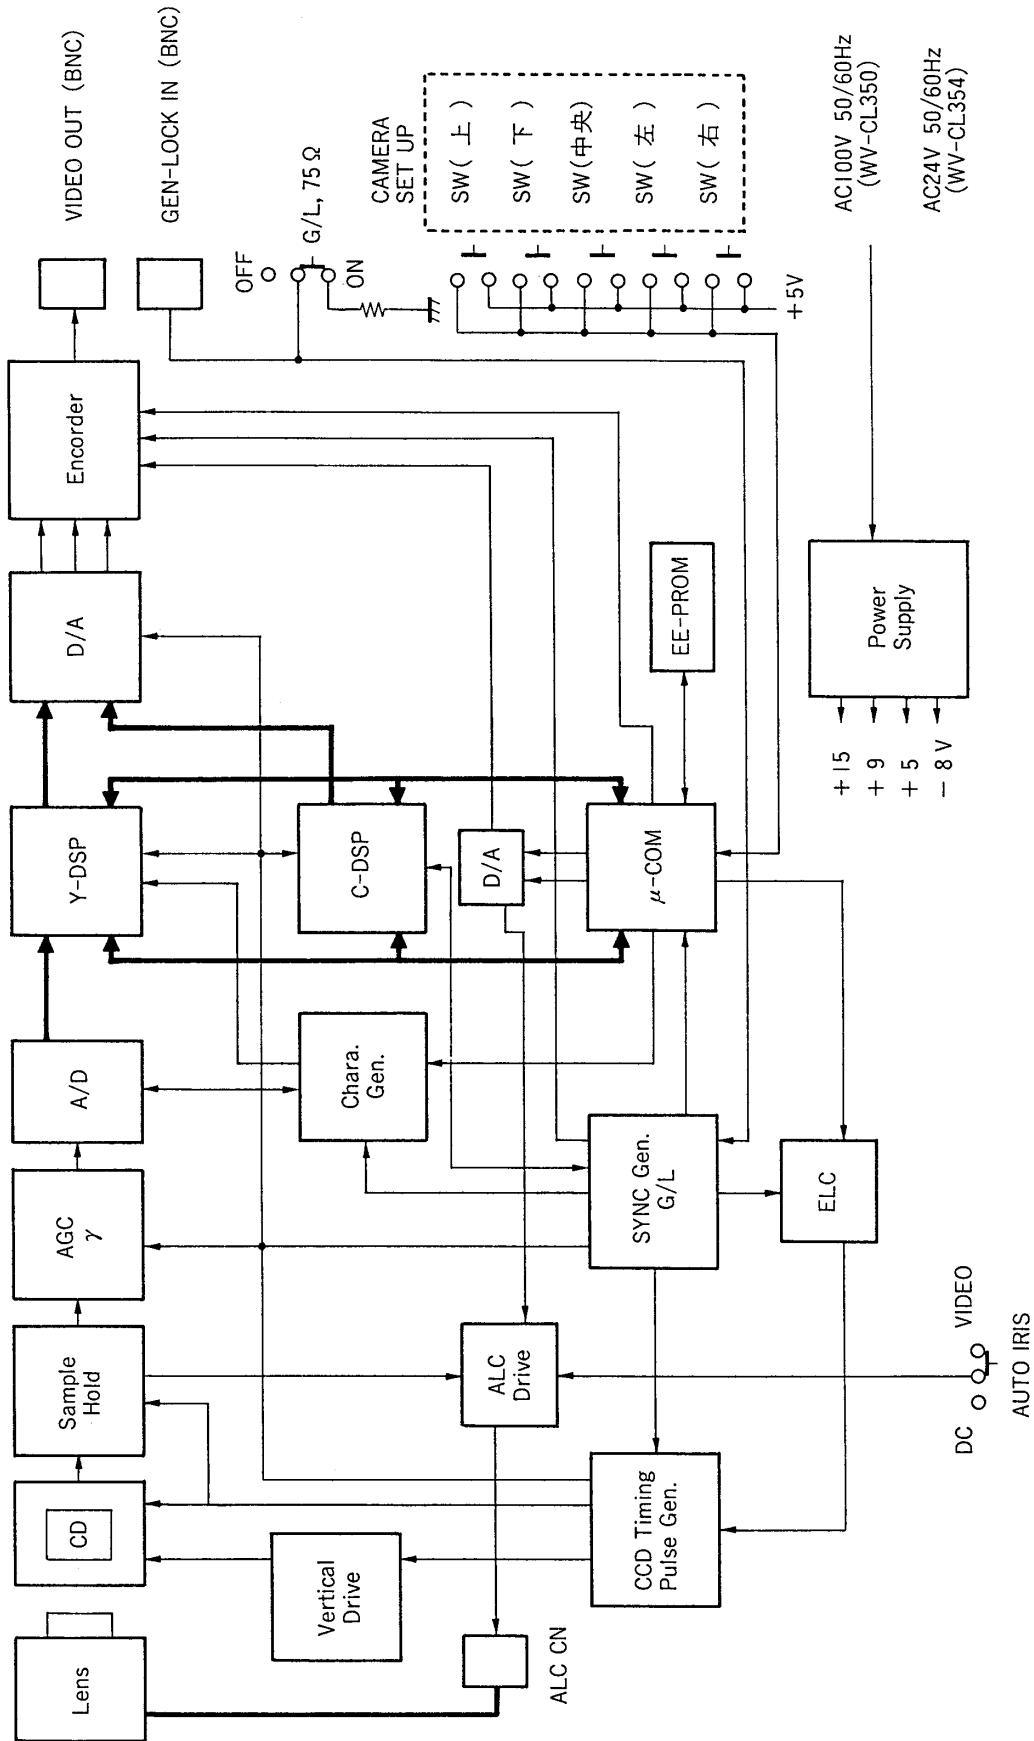 Lens
CD
Sample
Hold
AGC
γ
A/D
Y-DSP
D/A
Encorder
VIDEO OUT (BNC)
GEN-LOCK IN (BNC)
Vertical
Drive
Chara.
Gen.
C-DSP
OFF
ON
G/L, 75Ω
ALC CN
ALC
Drive
D/A
CAMERA
SET UP
SW( 上 )
SW( 下 )
SW(中央)
SW( 左 )
SW( 右 )
+5V
CCD Timing
Pulse Gen.
SYNC Gen.
G/L
μ-COM
EE-PROM
ELC
+15
+9
+5
−8V
Power
Supply
AC100V 50/60Hz
(WV-CL350)
AC24V 50/60Hz
(WV-CL354)
DC
VIDEO
AUTO IRIS